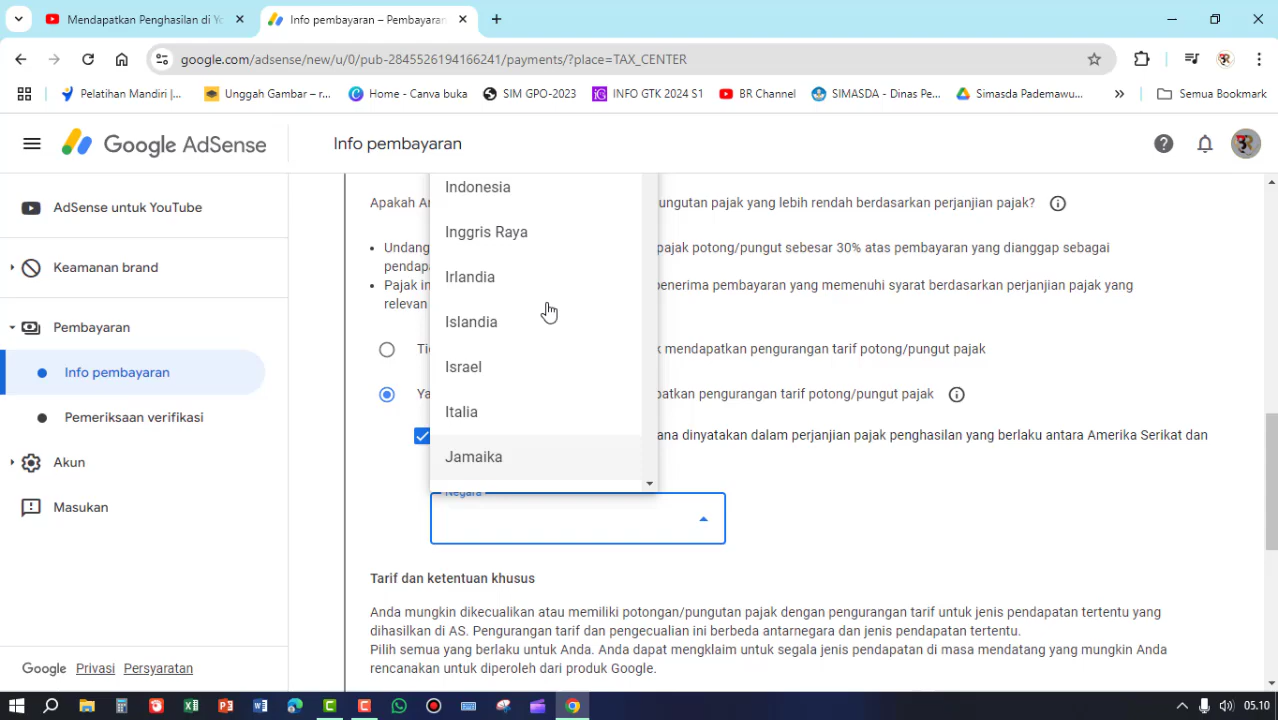 Mendapatkan Penghasilan di Yo
Info pembayaran – Pembayaran
google.com/adsense/new/u/0/pub-2845526194166241/payments/?place=TAX_CENTER
Pelatihan Mandiri |...
Unggah Gambar – r...
Home - Canva buka
SIM GPO-2023
INFO GTK 2024 S1
BR Channel
SIMASDA - Dinas Pe...
Simasda Pademawu...
Semua Bookmark
Google AdSense
Info pembayaran
AdSense untuk YouTube
Keamanan brand
Pembayaran
Info pembayaran
Pemeriksaan verifikasi
Akun
Masukan
Google Privasi Persyaratan
Apakah An
ungutan pajak yang lebih rendah berdasarkan perjanjian pajak?
Undang
pajak potong/pungut sebesar 30% atas pembayaran yang dianggap sebagai
pendapa
Pajak in
penerima pembayaran yang memenuhi syarat berdasarkan perjanjian pajak yang
relevan
Tid
k mendapatkan pengurangan tarif potong/pungut pajak
Ya
patkan pengurangan tarif potong/pungut pajak
ana dinyatakan dalam perjanjian pajak penghasilan yang berlaku antara Amerika Serikat dan
Indonesia
Inggris Raya
Irlandia
Islandia
Israel
Italia
Jamaika
Negara
Tarif dan ketentuan khusus
Anda mungkin dikecualikan atau memiliki potongan/pungutan pajak dengan pengurangan tarif untuk jenis pendapatan tertentu yang
dihasilkan di AS. Pengurangan tarif dan pengecualian ini berbeda antarnegara dan jenis pendapatan tertentu.
Pilih semua yang berlaku untuk Anda. Anda dapat mengklaim untuk segala jenis pendapatan di masa mendatang yang mungkin Anda
rencanakan untuk diperoleh dari produk Google.
05.10